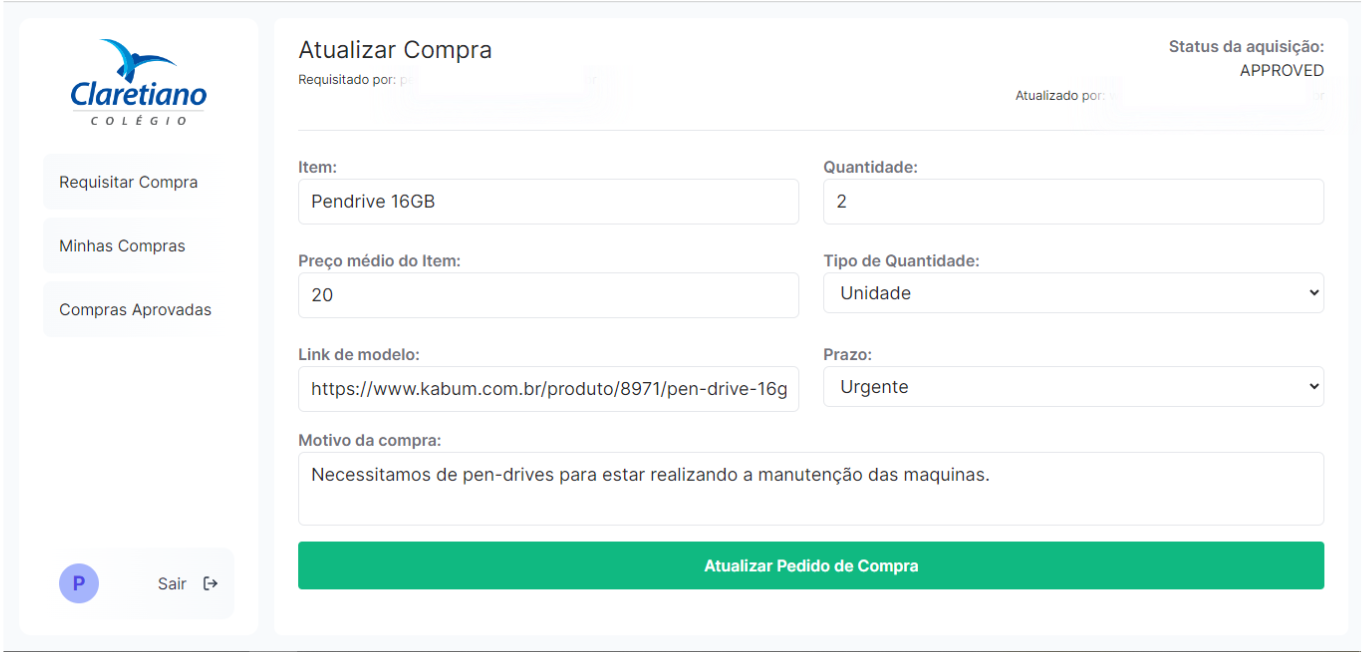 Claretiano
COLÉGIO
Requisitar Compra
Minhas Compras
Compras Aprovadas
P
Sair
Atualizar Compra
Requisitado por:
Status da aquisição:
APPROVED
Atualizado por:
Item:
Pendrive 16GB
Quantidade:
2
Preço médio do Item:
20
Tipo de Quantidade:
Unidade
Link de modelo:
https://www.kabum.com.br/produto/8971/pen-drive-16g
Prazo:
Urgente
Motivo da compra:
Necessitamos de pen-drives para estar realizando a manutenção das maquinas.
Atualizar Pedido de Compra